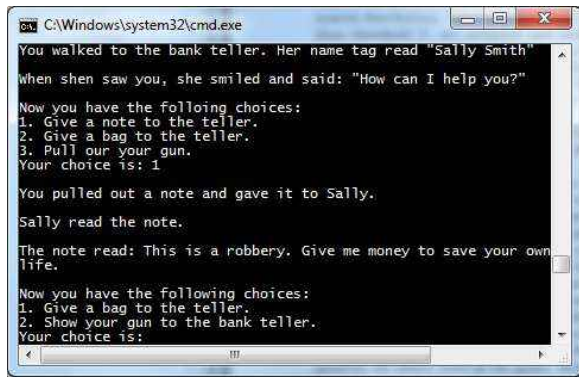 C:\Windows\system32\cmd.exe
You walked to the bank teller. Her name tag read "Sally Smith"
When shen saw you, she smiled and said: "How can I help you?"
Now you have the folloing choices:
1. Give a note to the teller.
2. Give a bag to the teller.
3. Pull our your gun.
Your choice is: 1
You pulled out a note and gave it to Sally.
Sally read the note.
The note read: This is a robbery. Give me money to save your own
life.
Now you have the following choices:
1. Give a bag to the teller.
2. Show your gun to the bank teller.
Your choice is: